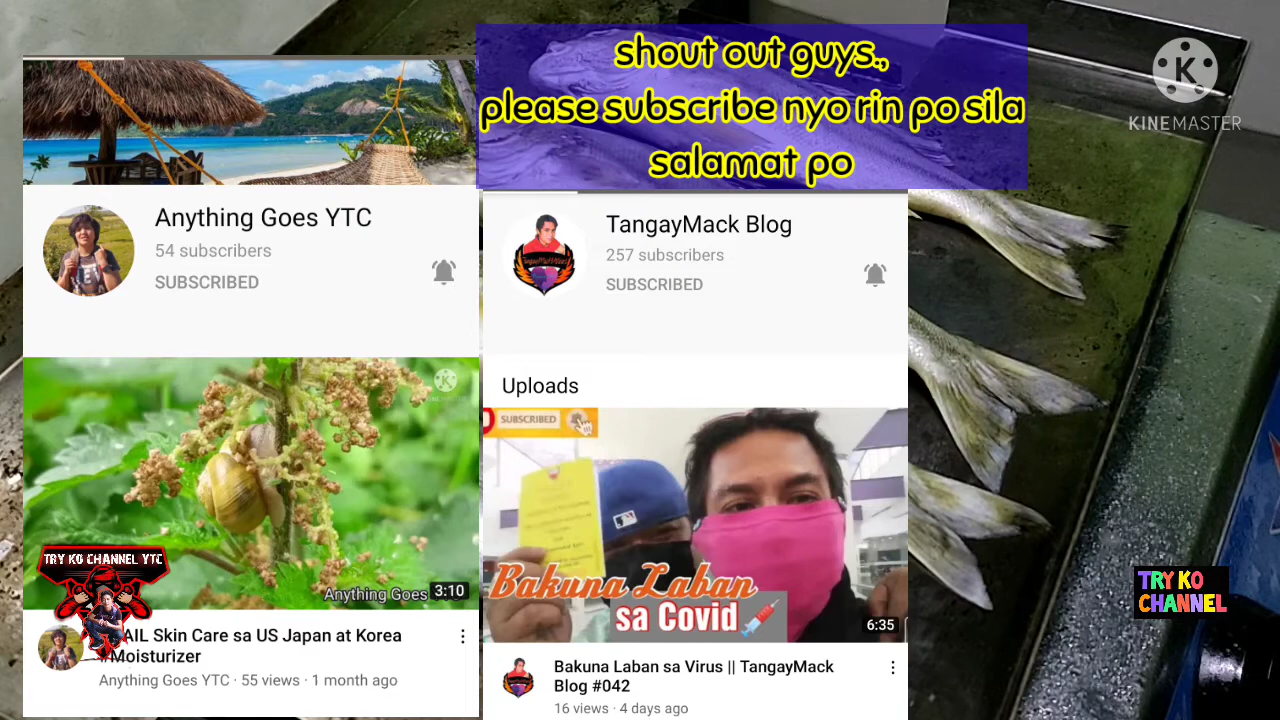 shout out guys.,
please subscribe nyo rin po sila
salamat po
KINEMASTER
Anything Goes YTC
54 subscribers
SUBSCRIBED
TangayMack Blog
257 subscribers
SUBSCRIBED
Uploads
SUBSCRIBED
Anything Goes 3:10
TRY KO CHANNEL YTC
AIL Skin Care sa US Japan at Korea
#Moisturizer
Anything Goes YTC · 55 views · 1 month ago
Bakuna Laban
sa Covid
6:35
Bakuna Laban sa Virus || TangayMack
Blog #042
16 views · 4 days ago
TRY KO
CHANNEL